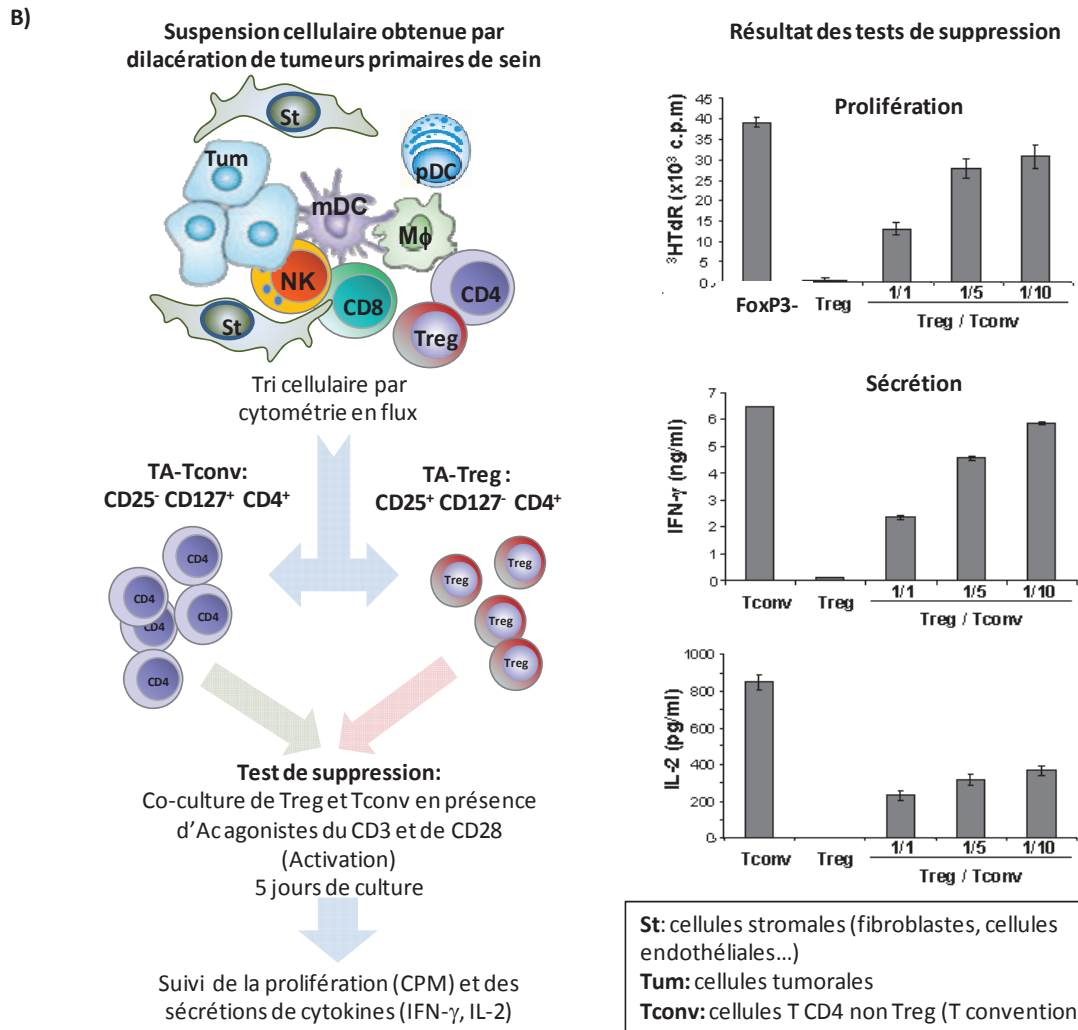 B)
Suspension cellulaire obtenue par
dilacération de tumeurs primaires de sein
St
Tum
pDC
mDC
Mϕ
NK
CD8
CD4
St
Treg
Tri cellulaire par
cytométrie en flux
TA-Tconv:
CD25⁻ CD127⁺ CD4⁺
TA-Treg :
CD25⁺ CD127⁻ CD4⁺
CD4
CD4
CD4
CD4
CD4
Treg
Treg
Treg
Treg
Test de suppression:
Co-culture de Treg et Tconv en présence
d'Ac agonistes du CD3 et de CD28
(Activation)
5 jours de culture
Suivi de la prolifération (CPM) et des
sécrétions de cytokines (IFN-γ, IL-2)
Résultat des tests de suppression
Prolifération
³HTdR (x10³ c.p.m)
45
40
35
30
25
20
15
10
5
0
FoxP3-
Treg
1/1
1/5
1/10
Treg / Tconv
Sécrétion
IFN-γ (ng/ml)
7
6
5
4
3
2
1
0
Tconv
Treg
1/1
1/5
1/10
Treg / Tconv
IL-2 (pg/ml)
1000
800
600
400
200
0
Tconv
Treg
1/1
1/5
1/10
Treg / Tconv
St: cellules stromales (fibroblastes, cellules
endothéliales...)
Tum: cellules tumorales
Tconv: cellules T CD4 non Treg (T convention